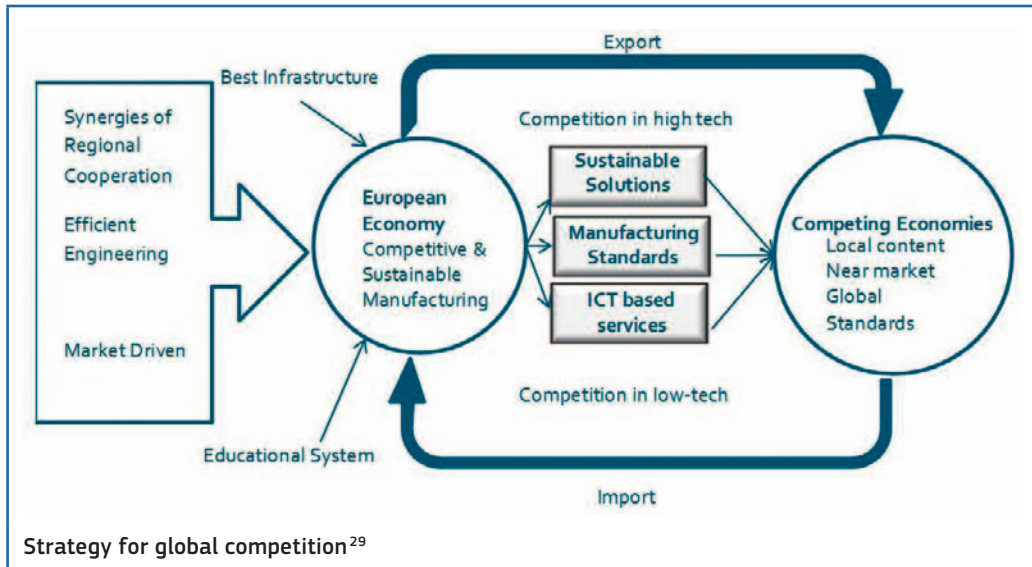 Export
Best Infrastructure
Synergies of
Regional
Cooperation
Efficient
Engineering
Market Driven
European
Economy
Competitive &
Sustainable
Manufacturing
Educational System
Competition in high tech
Sustainable
Solutions
Manufacturing
Standards
ICT based
services
Competition in low-tech
Competing Economies
Local content
Near market
Global
Standards
Import
Strategy for global competition²⁹